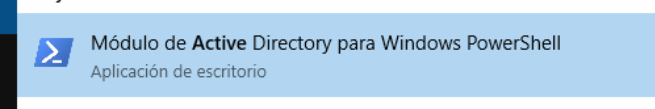 Módulo de Active Directory para Windows PowerShell
Aplicación de escritorio